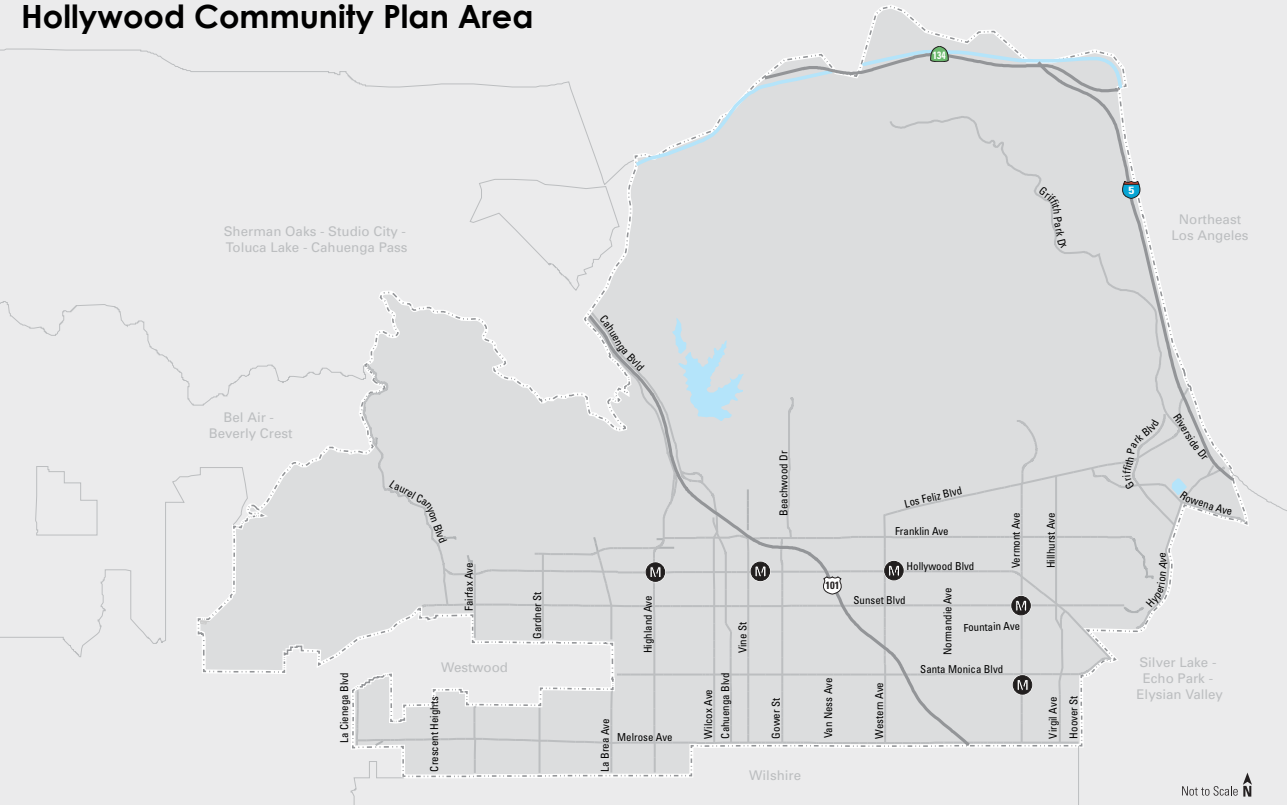 Hollywood Community Plan Area
134
5
Griffith Park Dr
Northeast
Los Angeles
Sherman Oaks - Studio City -
Toluca Lake - Cahuenga Pass
Cahuenga Bvld
Bel Air -
Beverly Crest
Laurel Canyon Blvd
Beachwood Dr
Griffith Park Blvd
Riverside Dr
Los Feliz Blvd
Rowena Ave
Franklin Ave
Vermont Ave
Hillhurst Ave
Hyperion Ave
Fairfax Ave
Gardner St
Highland Ave
M
M
M
Hollywood Blvd
101
Sunset Blvd
Normandie Ave
M
Fountain Ave
Vine St
Westwood
Santa Monica Blvd
M
Silver Lake -
Echo Park -
Elysian Valley
La Cienega Blvd
Crescent Heights
La Brea Ave
Melrose Ave
Wilcox Ave
Cahuenga Blvd
Gower St
Van Ness Ave
Western Ave
Virgil Ave
Hoover St
Wilshire
Not to Scale
N